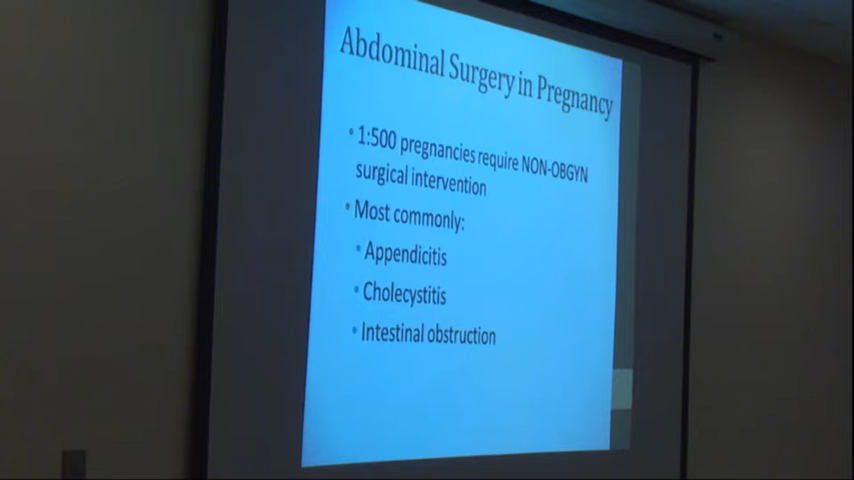 Abdominal Surgery in Pregnancy
• 1:500 pregnancies require NON-OBGYN
surgical intervention
• Most commonly:
• Appendicitis
• Cholecystitis
• Intestinal obstruction